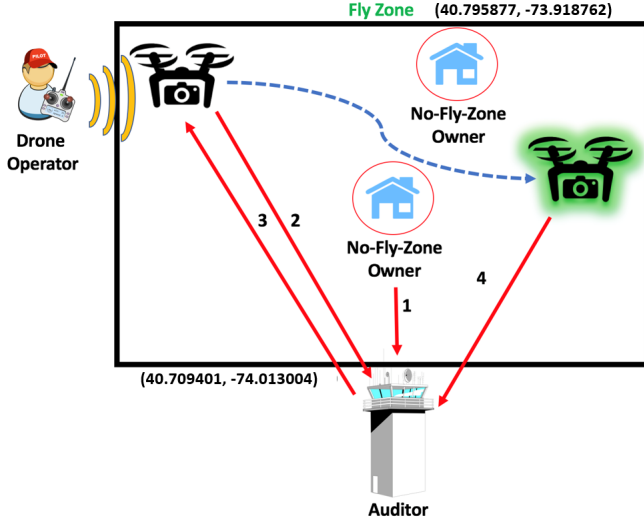 Fly Zone (40.795877, -73.918762)
PILOT
Drone
Operator
No-Fly-Zone
Owner
3 2
No-Fly-Zone
Owner
4
1
(40.709401, -74.013004)
Auditor